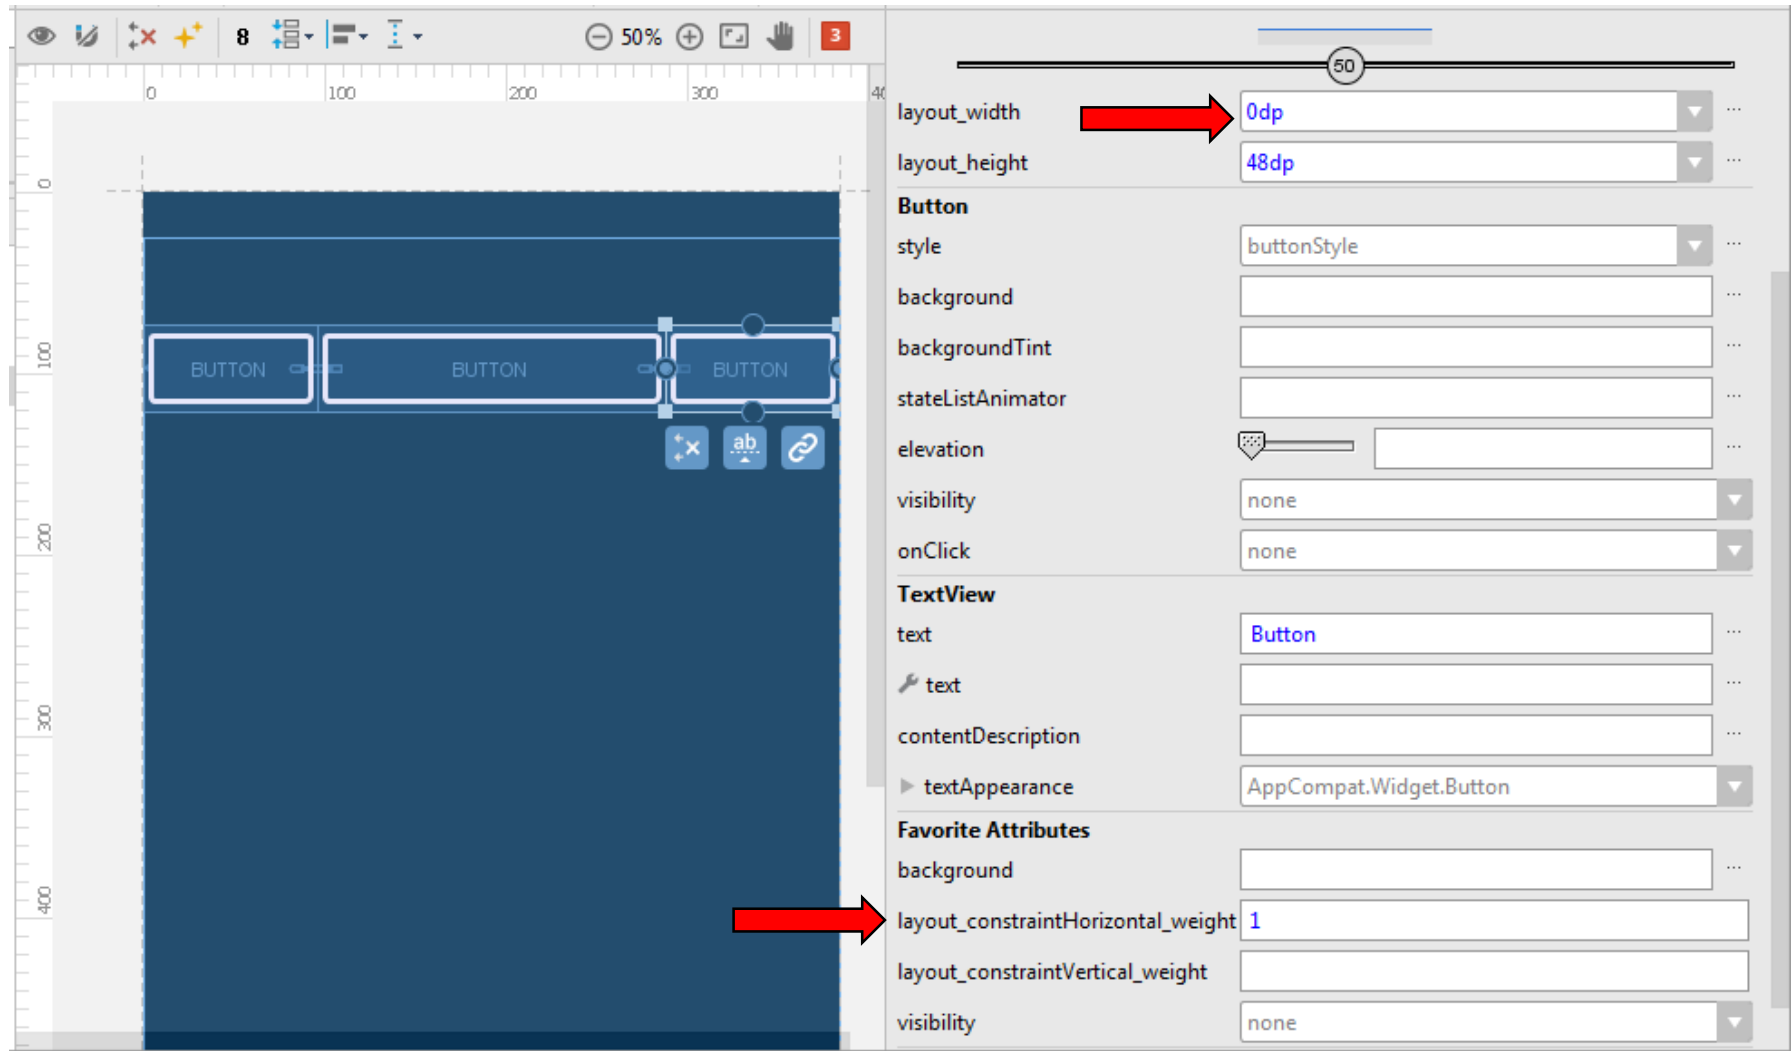 8
50%
3
0
100
200
300
40
0
100
200
300
400
BUTTON
BUTTON
BUTTON
ab
50
layout_width 0dp ...
layout_height 48dp ...
Button
style buttonStyle ...
background ...
backgroundTint ...
stateListAnimator ...
elevation ...
visibility none
onClick none
TextView
text Button ...
text ...
contentDescription ...
textAppearance AppCompat.Widget.Button
Favorite Attributes
background ...
layout_constraintHorizontal_weight 1
layout_constraintVertical_weight
visibility none